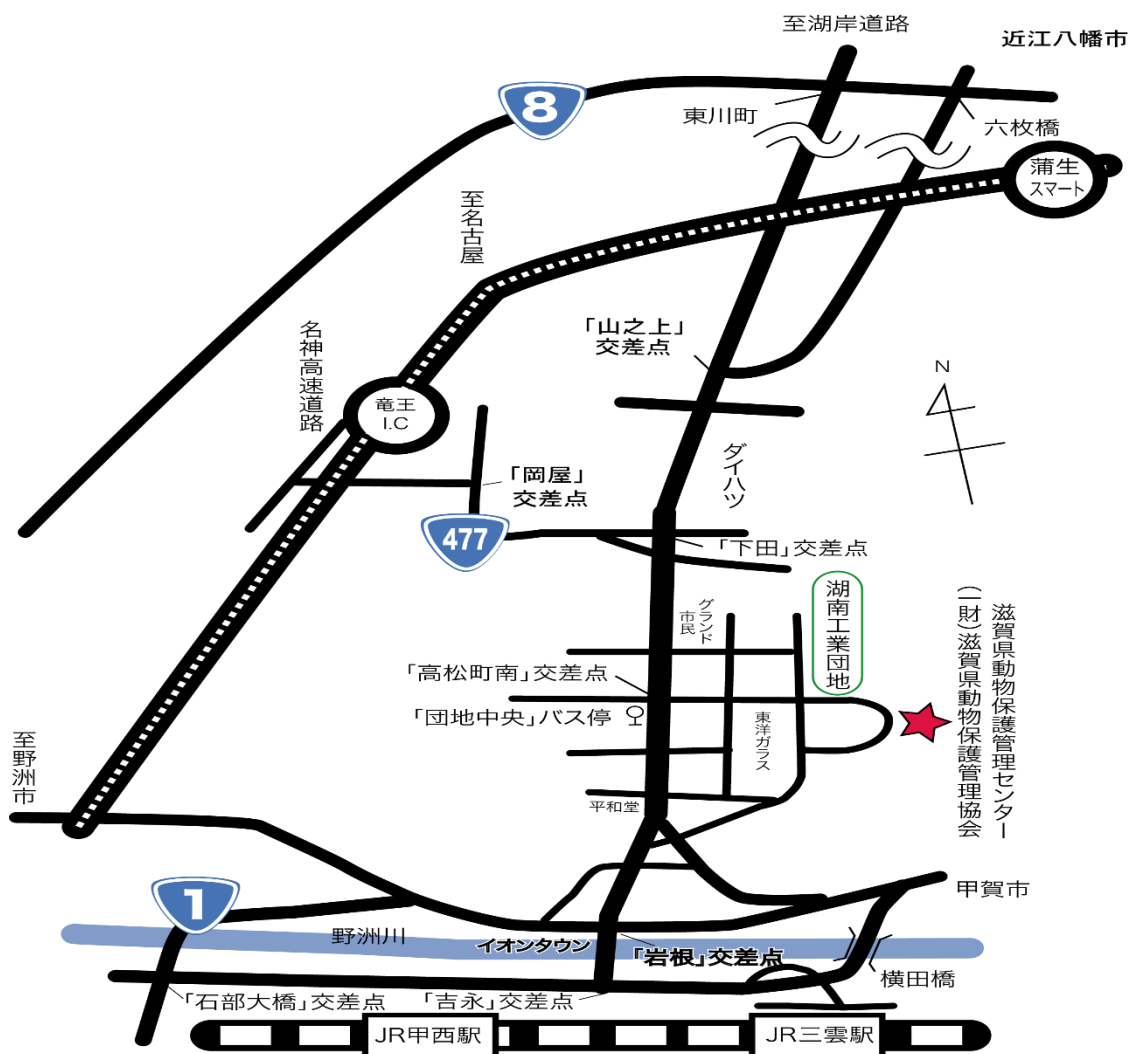 至湖岸道路
近江八幡市
8
東川町
六枚橋
蒲生
スマート
至名古屋
「山之上」
交差点
名神高速道路
竜王
I.C
N
ダイハツ
「岡屋」
交差点
477
「下田」交差点
湖南工業団地
市民
グランド
滋賀県動物保護管理センター
(一財)滋賀県動物保護管理協会
「高松町南」交差点
「団地中央」バス停
東洋ガラス
至野洲市
平和堂
甲賀市
1
野洲川
イオンタウン
「岩根」交差点
横田橋
「石部大橋」交差点
「吉永」交差点
JR甲西駅
JR三雲駅